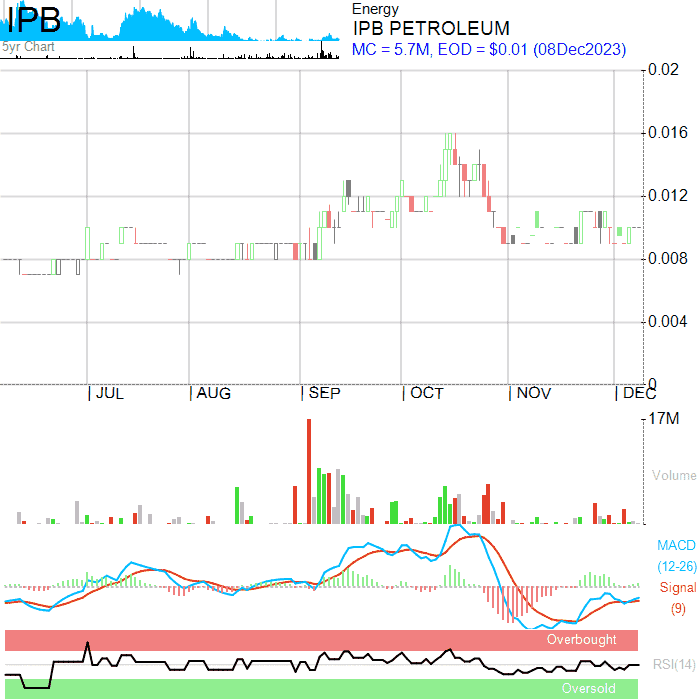 IPB
5yr Chart
Energy
IPB PETROLEUM
MC = 5.7M, EOD = $0.01 (08Dec2023)
0.02
0.016
0.012
0.008
0.004
0
| JUL | AUG | SEP | OCT | NOV | DEC
17M
Volume
MACD
(12-26)
Signal
(9)
Overbought
RSI(14)
Oversold